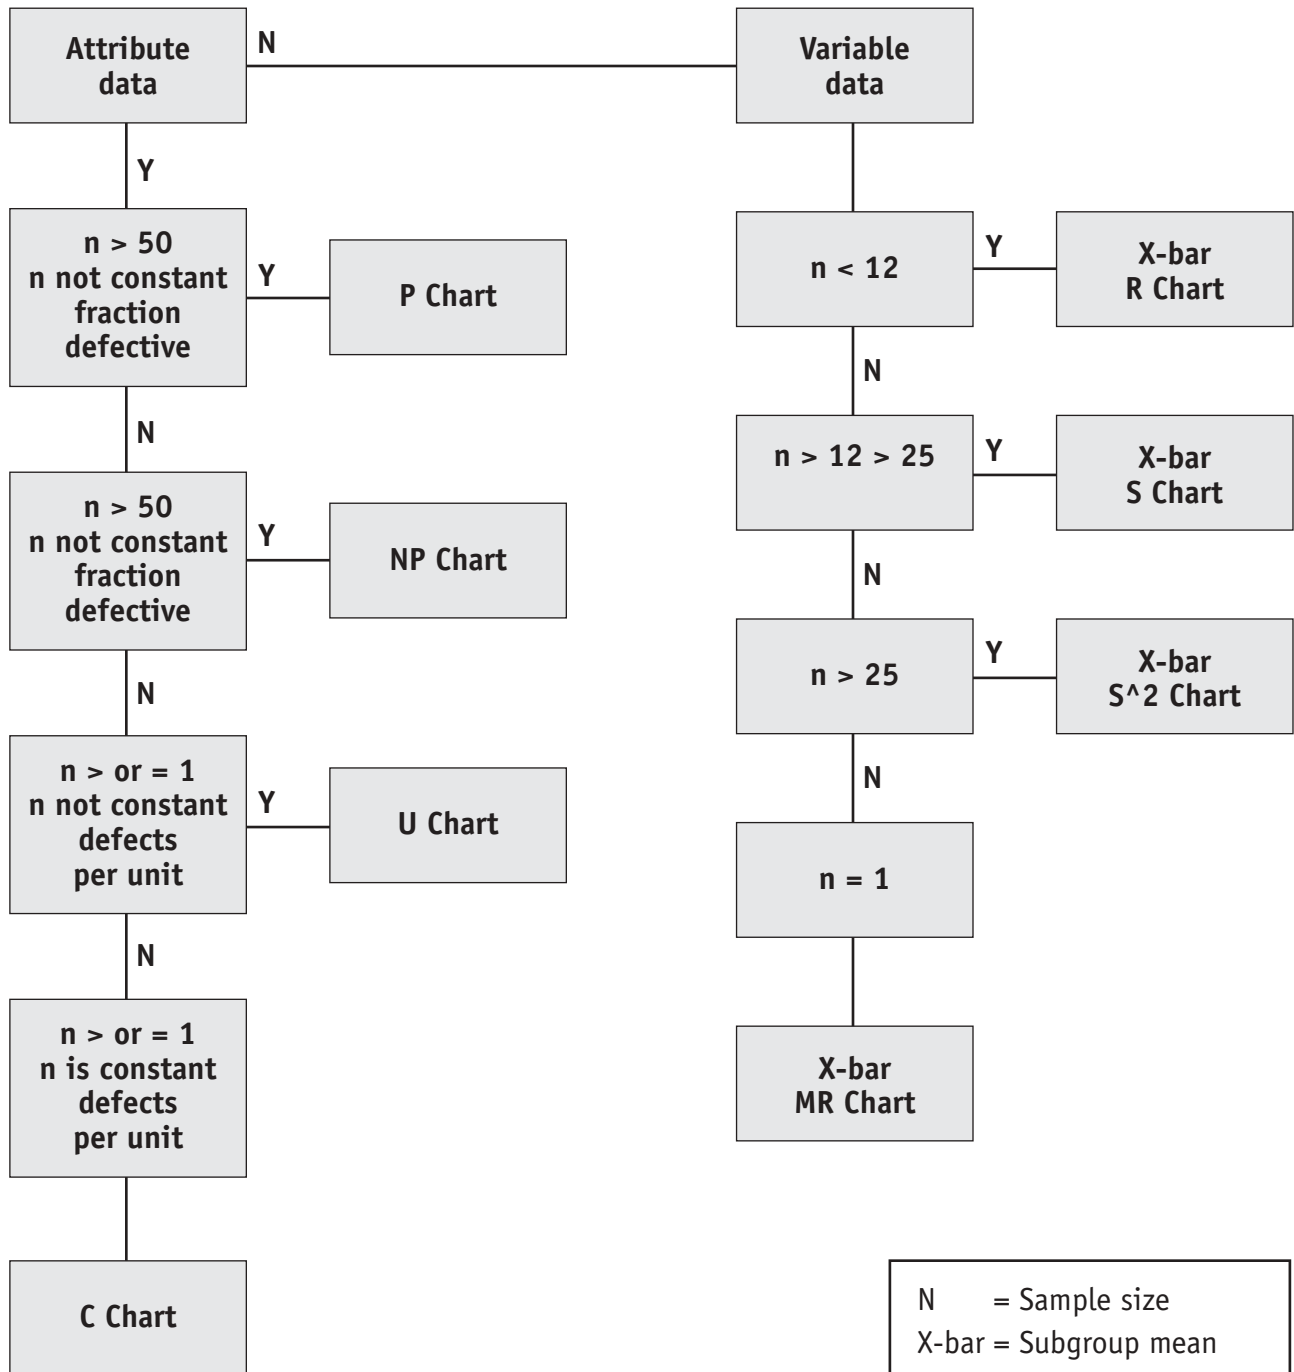 Attribute
data
N
Variable
data
Y
n > 50
n not constant
fraction
defective
Y
P Chart
N
n > 50
n not constant
fraction
defective
Y
NP Chart
N
n > or = 1
n not constant
defects
per unit
Y
U Chart
N
n > or = 1
n is constant
defects
per unit
C Chart
n < 12
Y
X-bar
R Chart
N
n > 12 > 25
Y
X-bar
S Chart
N
n > 25
Y
X-bar
S^2 Chart
N
n = 1
X-bar
MR Chart
N = Sample size
X-bar = Subgroup mean